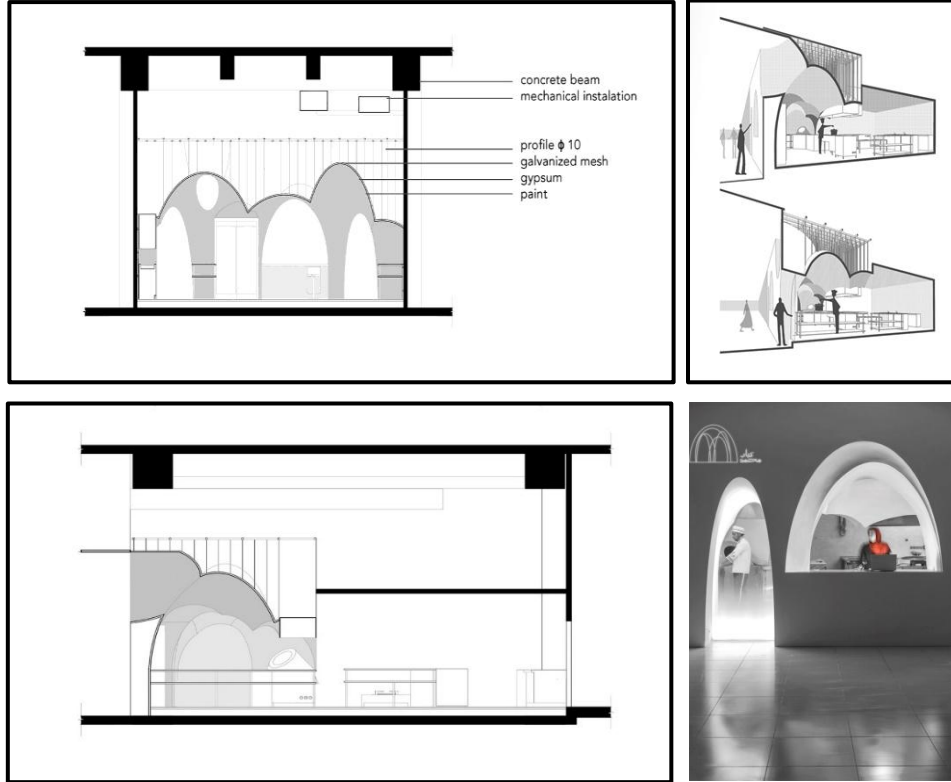 concrete beam
mechanical instalation
profile ϕ 10
galvanized mesh
gypsum
paint